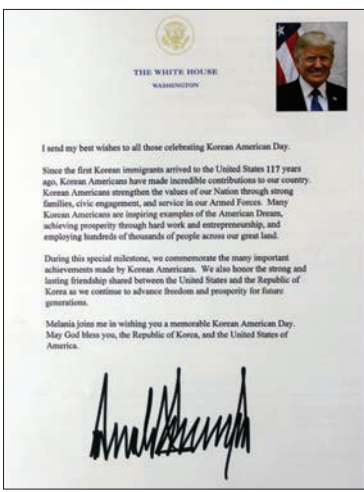 THE WHITE HOUSE
WASHINGTON
I send my best wishes to all those celebrating Korean American Day.
Since the first Korean immigrants arrived to the United States 117 years
ago, Korean Americans have made incredible contributions to our country.
Korean Americans strengthen the values of our Nation through strong
families, civic engagement, and service in our Armed Forces. Many
Korean Americans are inspiring examples of the American Dream,
achieving prosperity through hard work and entrepreneurship, and
employing hundreds of thousands of people across our great land.
During this special milestone, we commemorate the many important
achievements made by Korean Americans. We also honor the strong and
lasting friendship shared between the United States and the Republic of
Korea as we continue to advance freedom and prosperity for future
generations.
Melania joins me in wishing you a memorable Korean American Day.
May God bless you, the Republic of Korea, and the United States of
America.